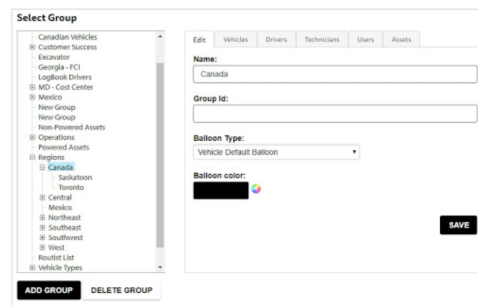 Select Group
Canadian Vehicles
Customer Success
Excavator
Georgia - FCI
LogBook Drivers
MD - Cost Center
Mexico
New Group
New Group
Non-Powered Assets
Operations
Powered Assets
Regions
Canada
Saskatoon
Toronto
Central
Mexico
Northeast
Southeast
Southwest
West
Routist List
Vehicle Types
ADD GROUP DELETE GROUP
Edit Vehicles Drivers Technicians Users Assets
Name:
Canada
Group Id:
Balloon Type:
Vehicle Default Balloon
Balloon color:
SAVE